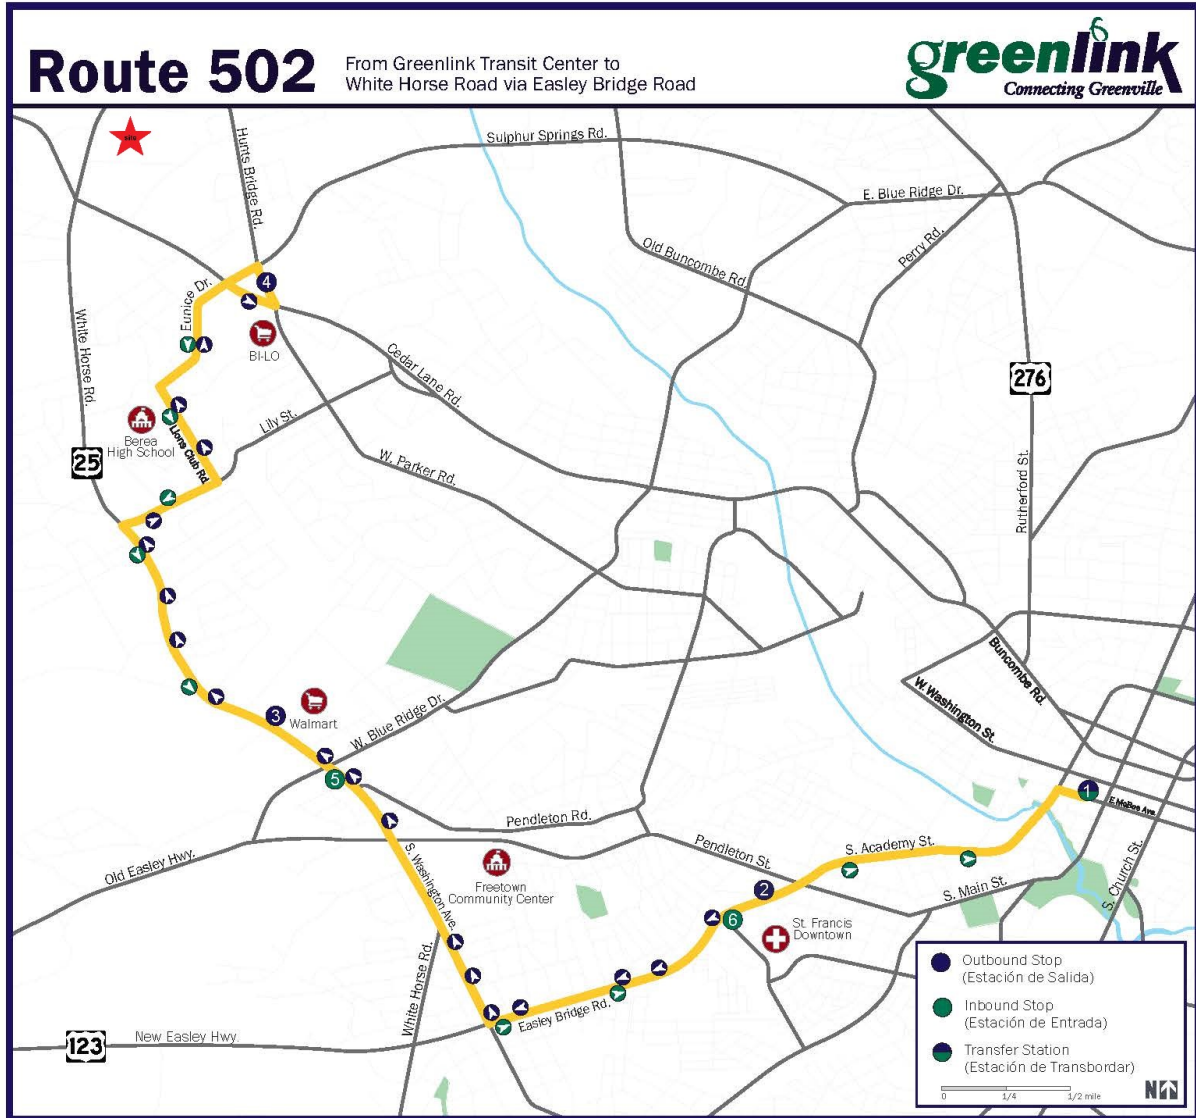 Route 502
From Greenlink Transit Center to
White Horse Road via Easley Bridge Road
greenlink
Connecting Greenville
Hunts Bridge Rd.
Sulphur Springs Rd.
E. Blue Ridge Dr.
Old Buncombe Rd.
Perry Rd.
4
Eunice Dr.
White Horse Rd.
BI-LO
Cedar Lane Rd.
276
Lily St.
Berea
High School
Lions Club Rd.
25
W. Parker Rd.
Rutherford St.
Buncombe Rd.
W. Washington St.
3
Walmart
W. Blue Ridge Dr.
5
1
E. McBee Ave.
Pendleton Rd.
Old Easley Hwy.
S. Washington Ave.
Freetown
Community Center
Pendleton St.
S. Academy St.
S. Main St.
S. Church St.
2
6
St. Francis
Downtown
White Horse Rd.
Easley Bridge Rd.
New Easley Hwy.
123
Outbound Stop
(Estación de Salida)
Inbound Stop
(Estación de Entrada)
Transfer Station
(Estación de Transbordar)
0 1/4 1/2 mile
N